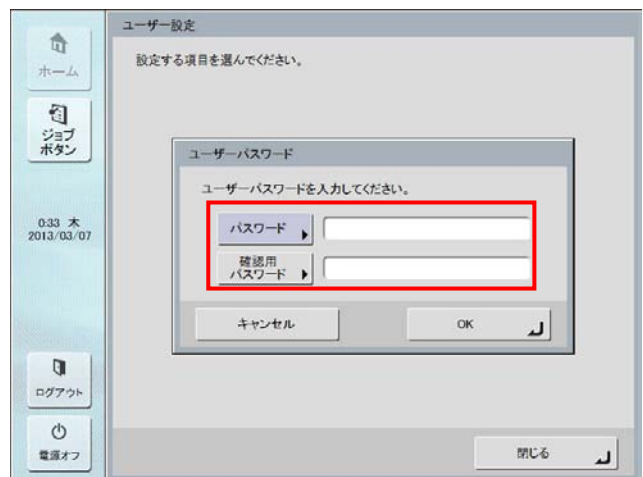 ユーザー設定
設定する項目を選んでください。
ホーム
ジョブ
ボタン
0:33 木
2013/03/07
ユーザーパスワード
ユーザーパスワードを入力してください。
パスワード
確認用
パスワード
キャンセル
OK
ログアウト
電源オフ
閉じる